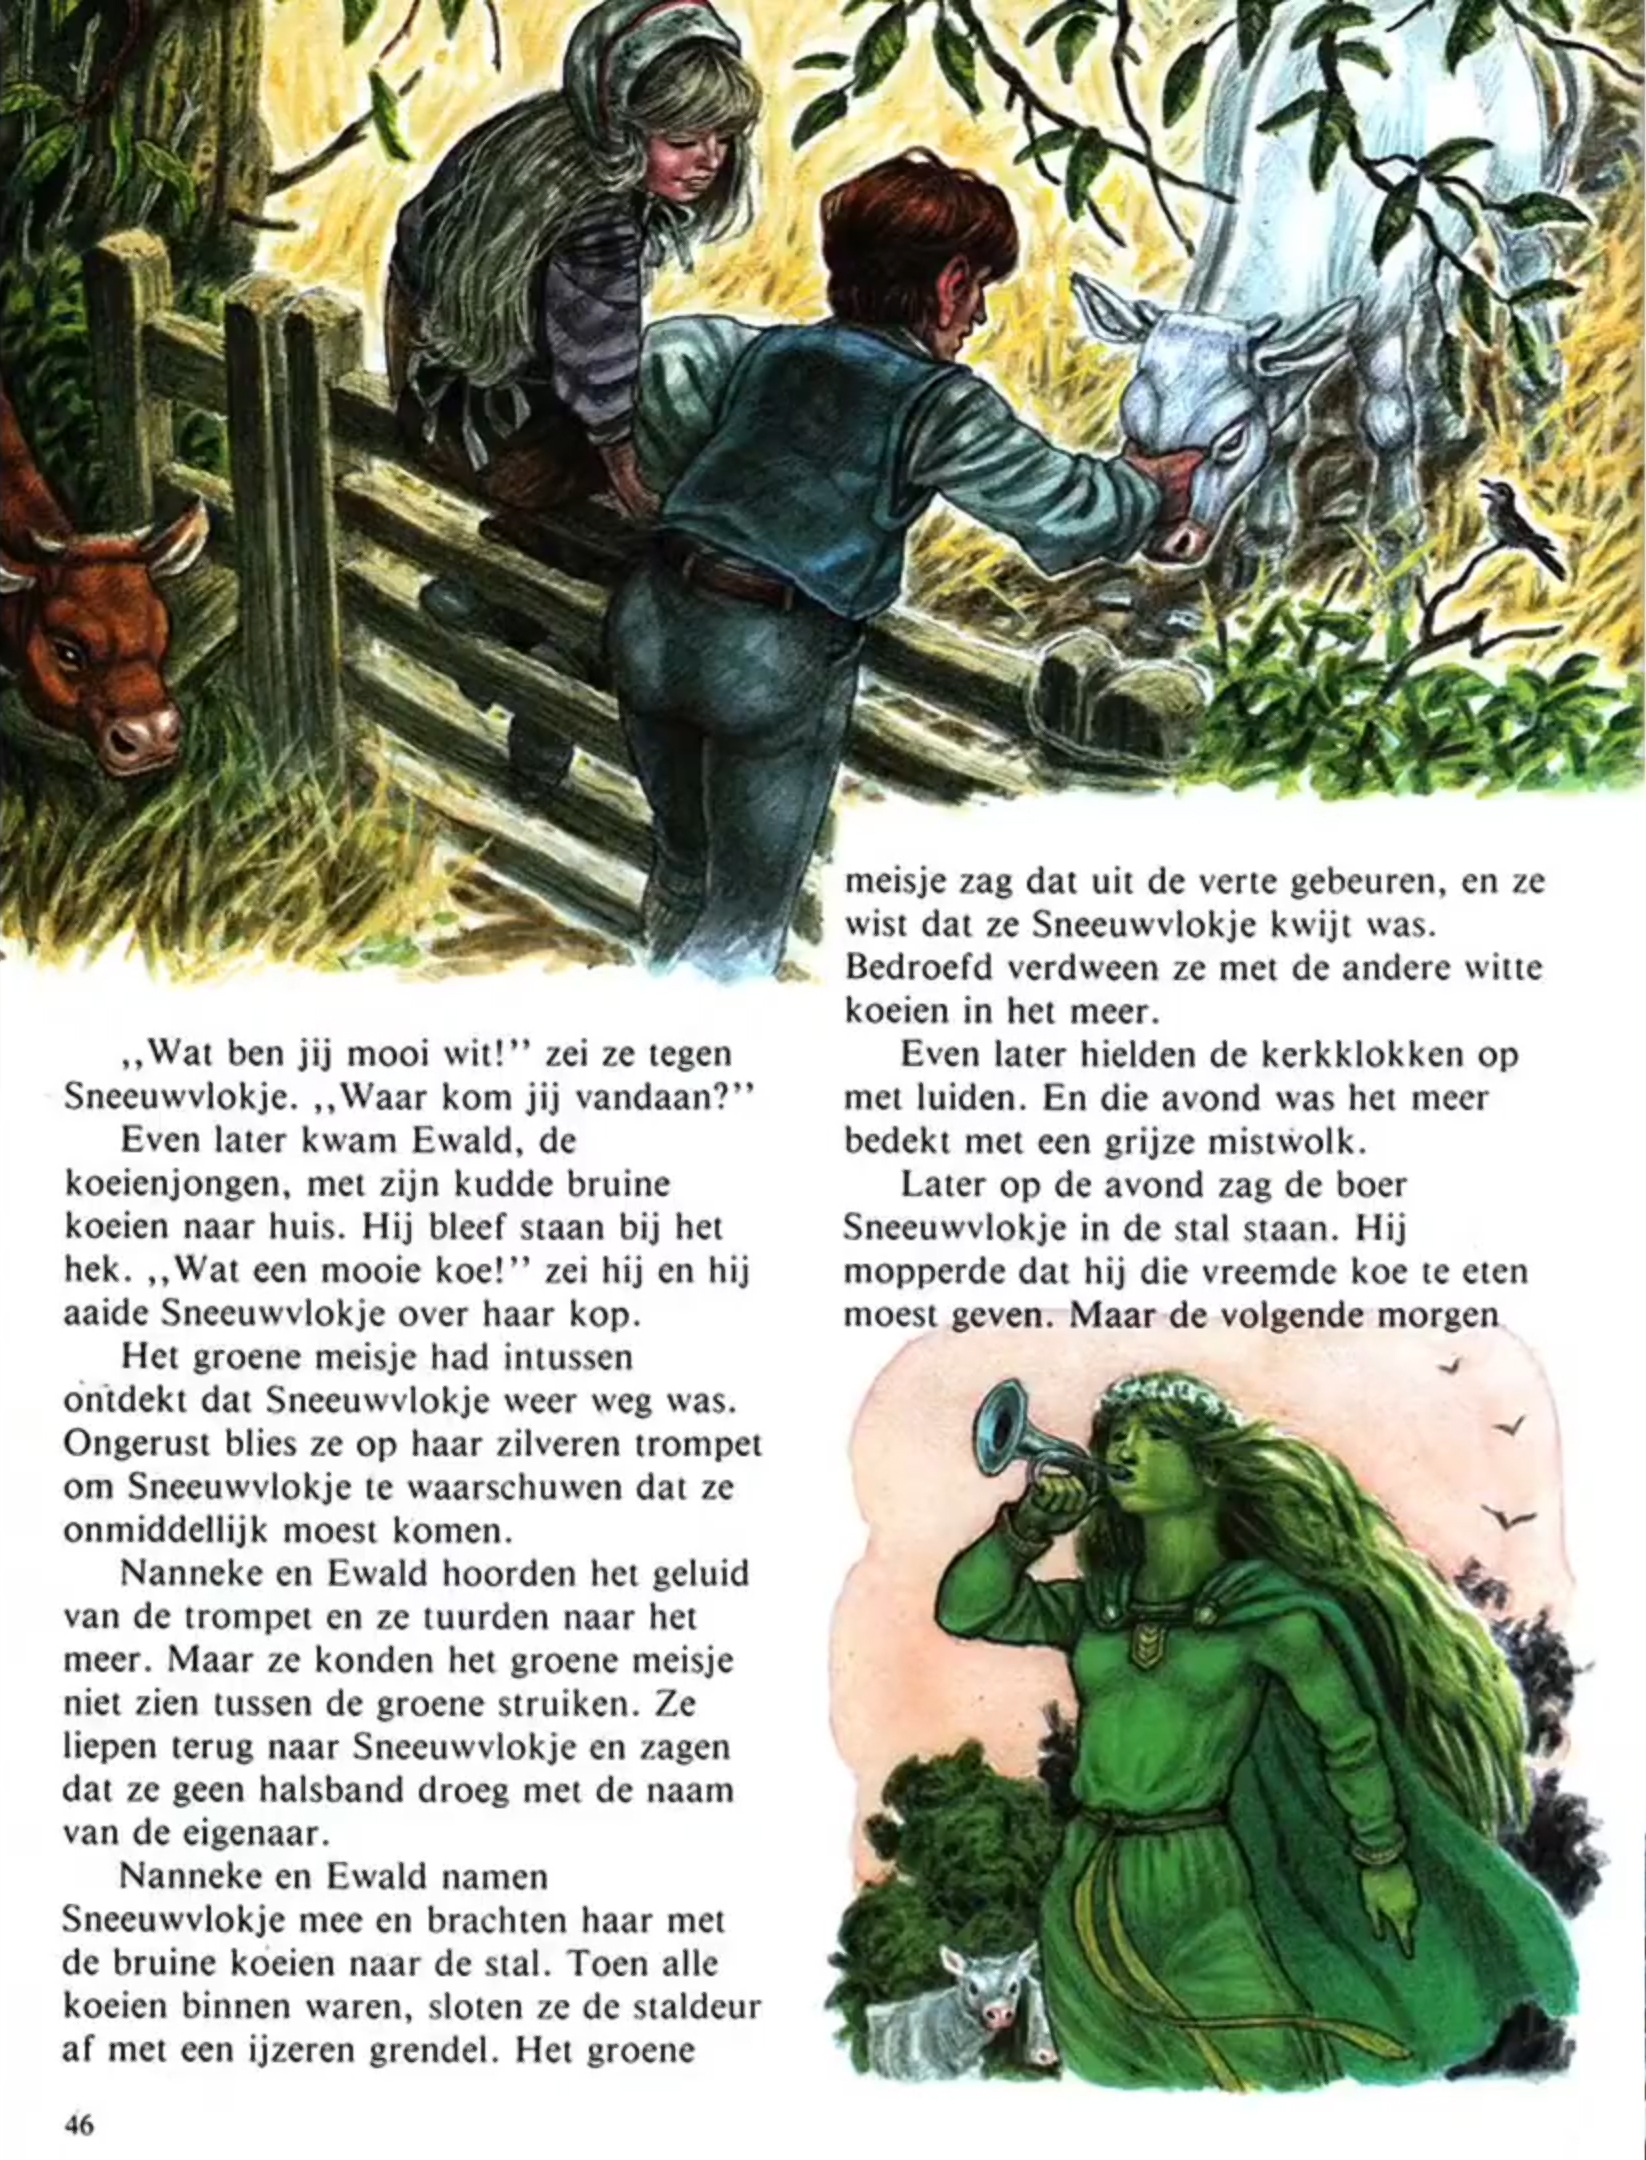 ,,Wat ben jij mooi wit!’’ zei ze tegen
Sneeuwvlokje. ,,Waar kom jij vandaan?’’
Even later kwam Ewald, de
koeienjongen, met zijn kudde bruine
koeien naar huis. Hij bleef staan bij het
hek. ,,Wat een mooie koe!’’ zei hij en hij
aaide Sneeuwvlokje over haar kop.
Het groene meisje had intussen
ontdekt dat Sneeuwvlokje weer weg was.
Ongerust blies ze op haar zilveren trompet
om Sneeuwvlokje te waarschuwen dat ze
onmiddellijk moest komen.
Nanneke en Ewald hoorden het geluid
van de trompet en ze tuurden naar het
meer. Maar ze konden het groene meisje
niet zien tussen de groene struiken. Ze
liepen terug naar Sneeuwvlokje en zagen
dat ze geen halsband droeg met de naam
van de eigenaar.
Nanneke en Ewald namen
Sneeuwvlokje mee en brachten haar met
de bruine koeien naar de stal. Toen alle
koeien binnen waren, sloten ze de staldeur
af met een ijzeren grendel. Het groene
meisje zag dat uit de verte gebeuren, en ze
wist dat ze Sneeuwvlokje kwijt was.
Bedroefd verdween ze met de andere witte
koeien in het meer.
Even later hielden de kerkklokken op
met luiden. En die avond was het meer
bedekt met een grijze mistwolk.
Later op de avond zag de boer
Sneeuwvlokje in de stal staan. Hij
mopperde dat hij die vreemde koe te eten
moest geven. Maar de volgende morgen
46